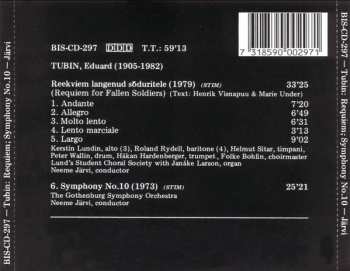 BIS-CD-297 DDD T.T.: 59'13
7 318590 002971
TUBIN, Eduard (1905-1982)
Reekviem langenud sõduritele (1979) (STIM) 33'25
(Requiem for Fallen Soldiers) (Text: Henrik Visnapuu & Marie Under)
1. Andante 7'20
2. Allegro 6'49
3. Molto lento 6'31
4. Lento marciale 3'13
5. Largo 9'02
Kerstin Lundin, alto (3), Roland Rydell, baritone (4), Helmut Sitar, timpani,
Peter Wallin, drum, Håkan Hardenberger, trumpet, Folke Bohlin, choirmaster
Lund's Student Choral Society with Janåke Larson, organ
Neeme Järvi, conductor
6. Symphony No.10 (1973) (STIM) 25'21
The Gothenburg Symphony Orchestra
Neeme Järvi, conductor
BIS-CD-297 — Tubin: Requiem; Symphony No.10 — Järvi
BIS-CD-297 — Tubin: Requiem; Symphony No.10 — Järvi